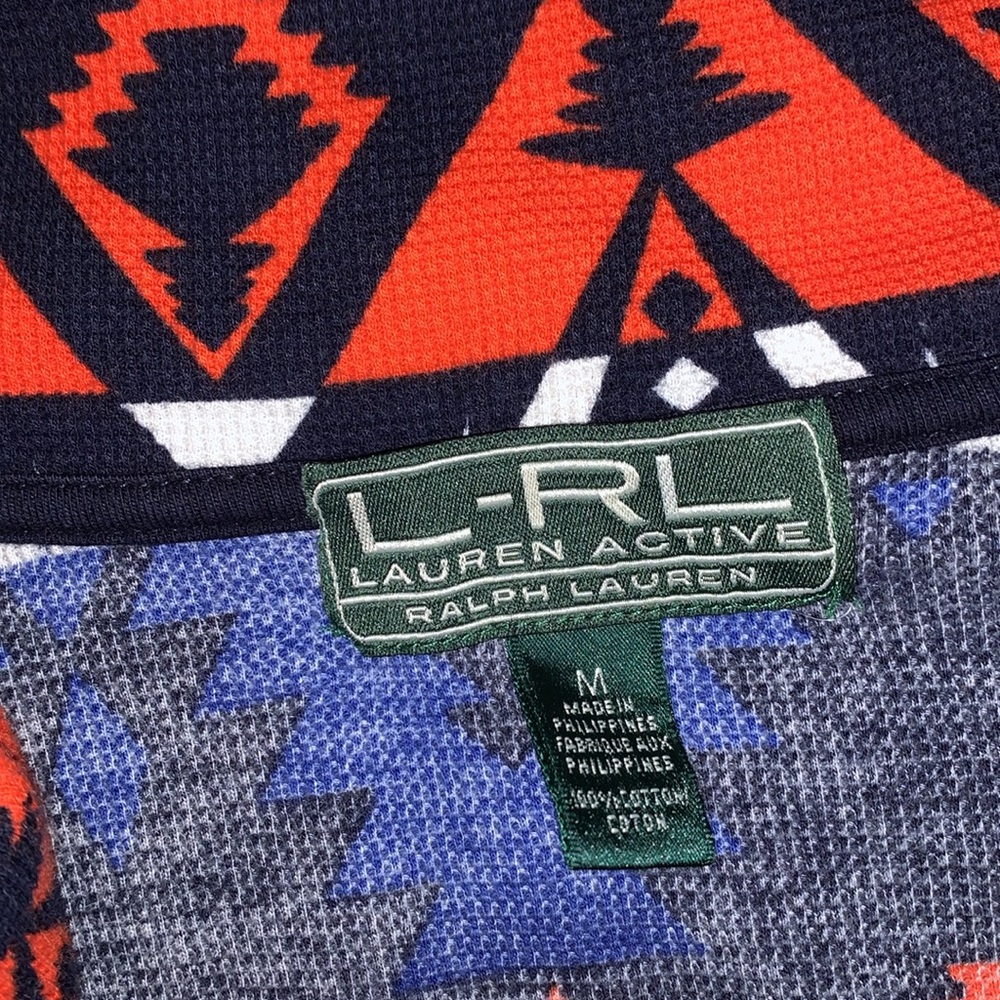 L-RL
LAUREN ACTIVE
RALPH LAUREN
M
MADE IN
PHILIPPINES
FABRIQUE AUX
PHILIPPINES
100% COTTON/
COTON